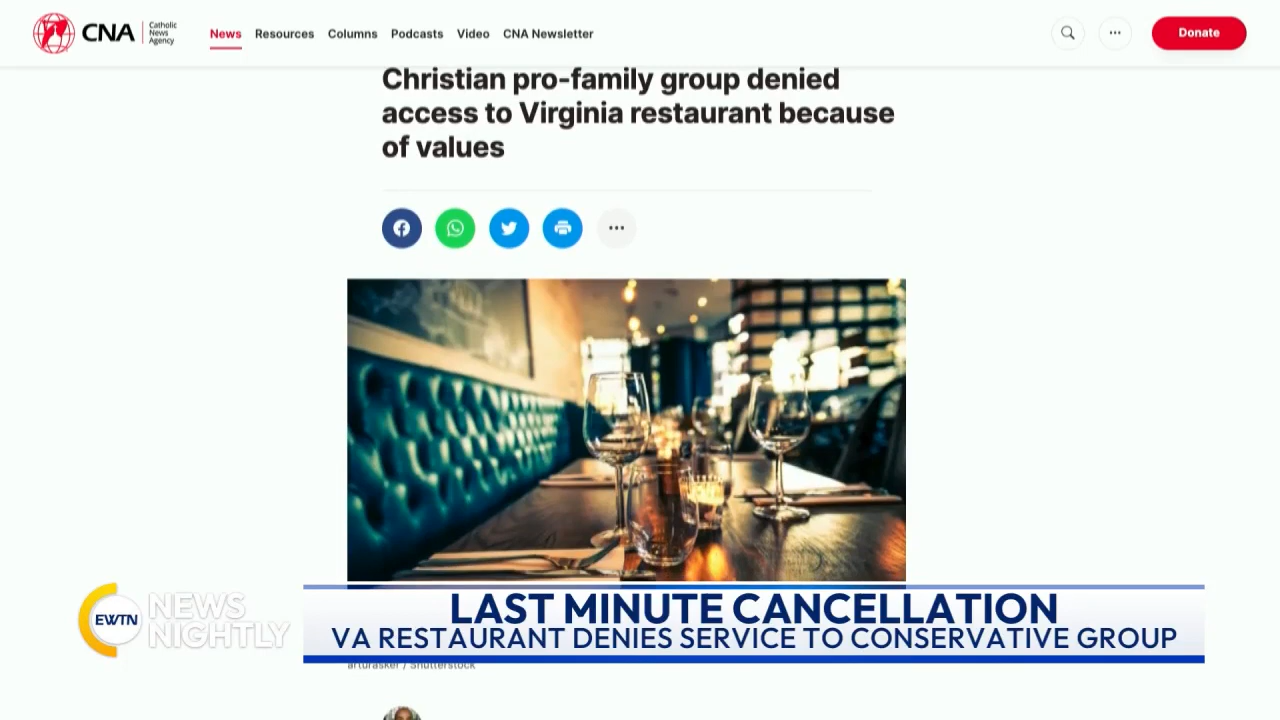 CNA
Catholic
News
Agency
News Resources Columns Podcasts Video CNA Newsletter
Donate
Christian pro-family group denied
access to Virginia restaurant because
of values
EWTN
NEWS
NIGHTLY
LAST MINUTE CANCELLATION
VA RESTAURANT DENIES SERVICE TO CONSERVATIVE GROUP
arturasker / Shutterstock